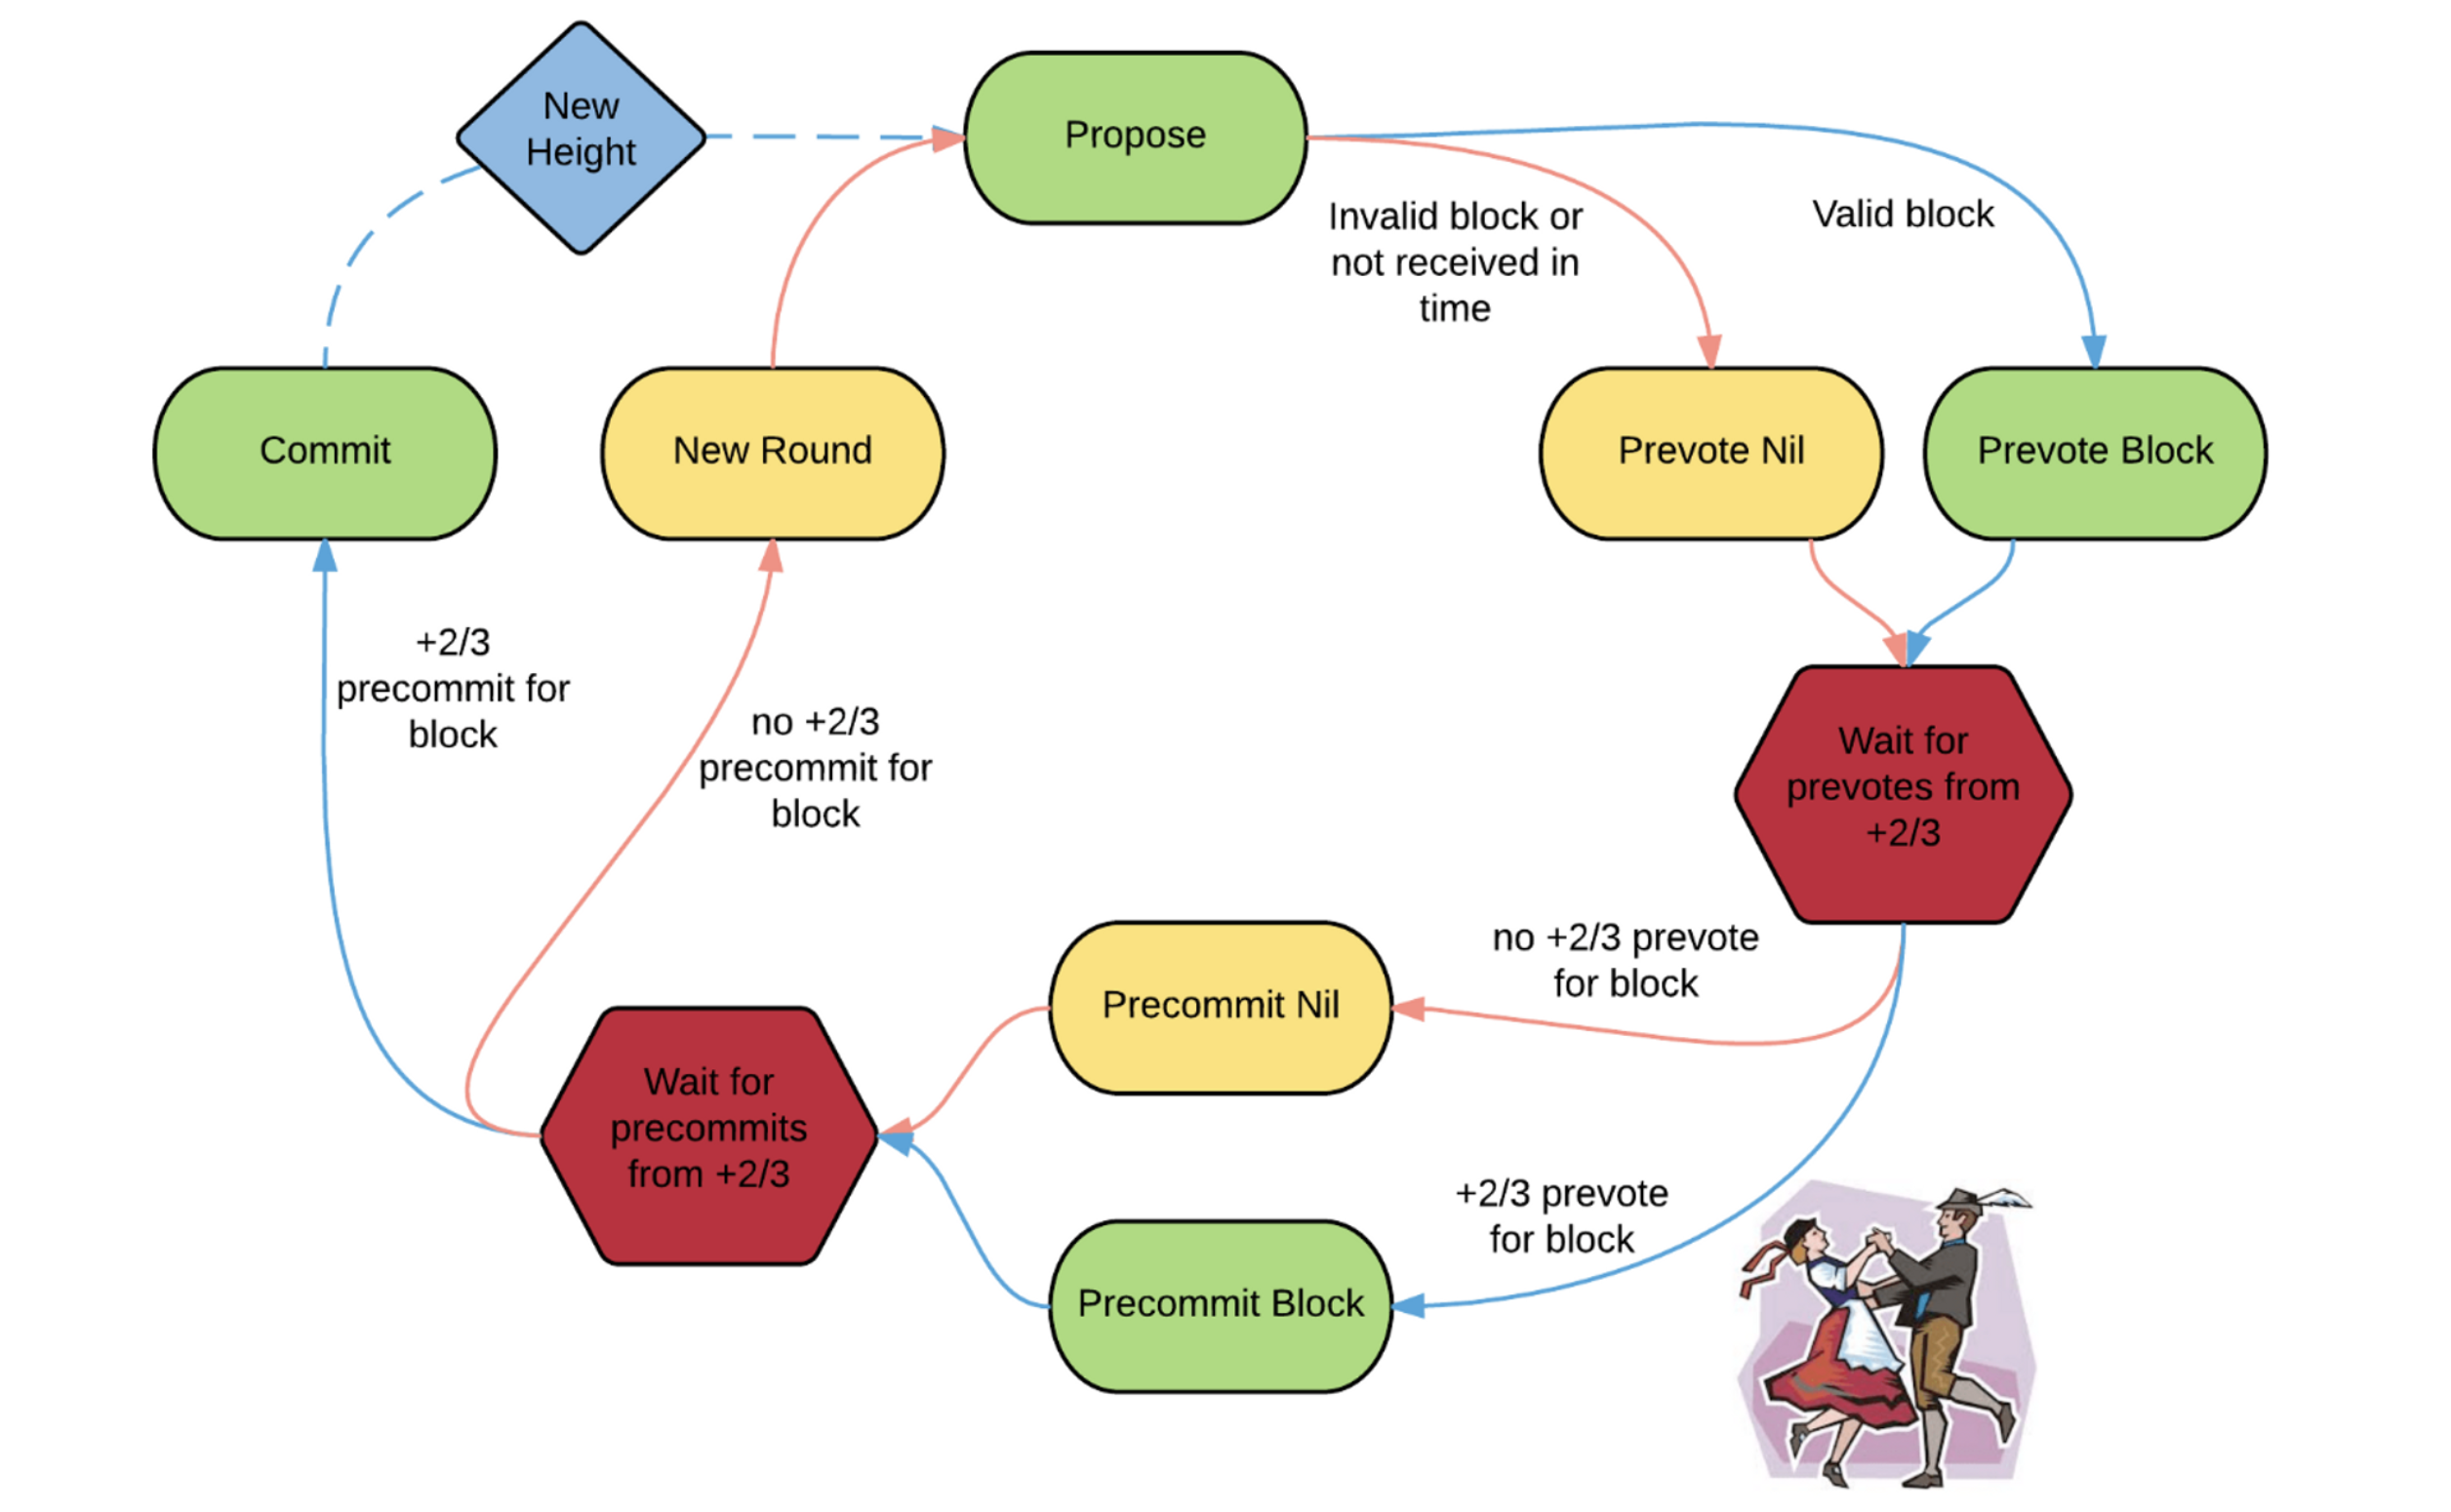 New
Height
Propose
Invalid block or
not received in
time
Valid block
Commit
New Round
Prevote Nil
Prevote Block
+2/3
precommit for
block
no +2/3
precommit for
block
Wait for
prevotes from
+2/3
no +2/3 prevote
for block
Precommit Nil
Wait for
precommits
from +2/3
+2/3 prevote
for block
Precommit Block